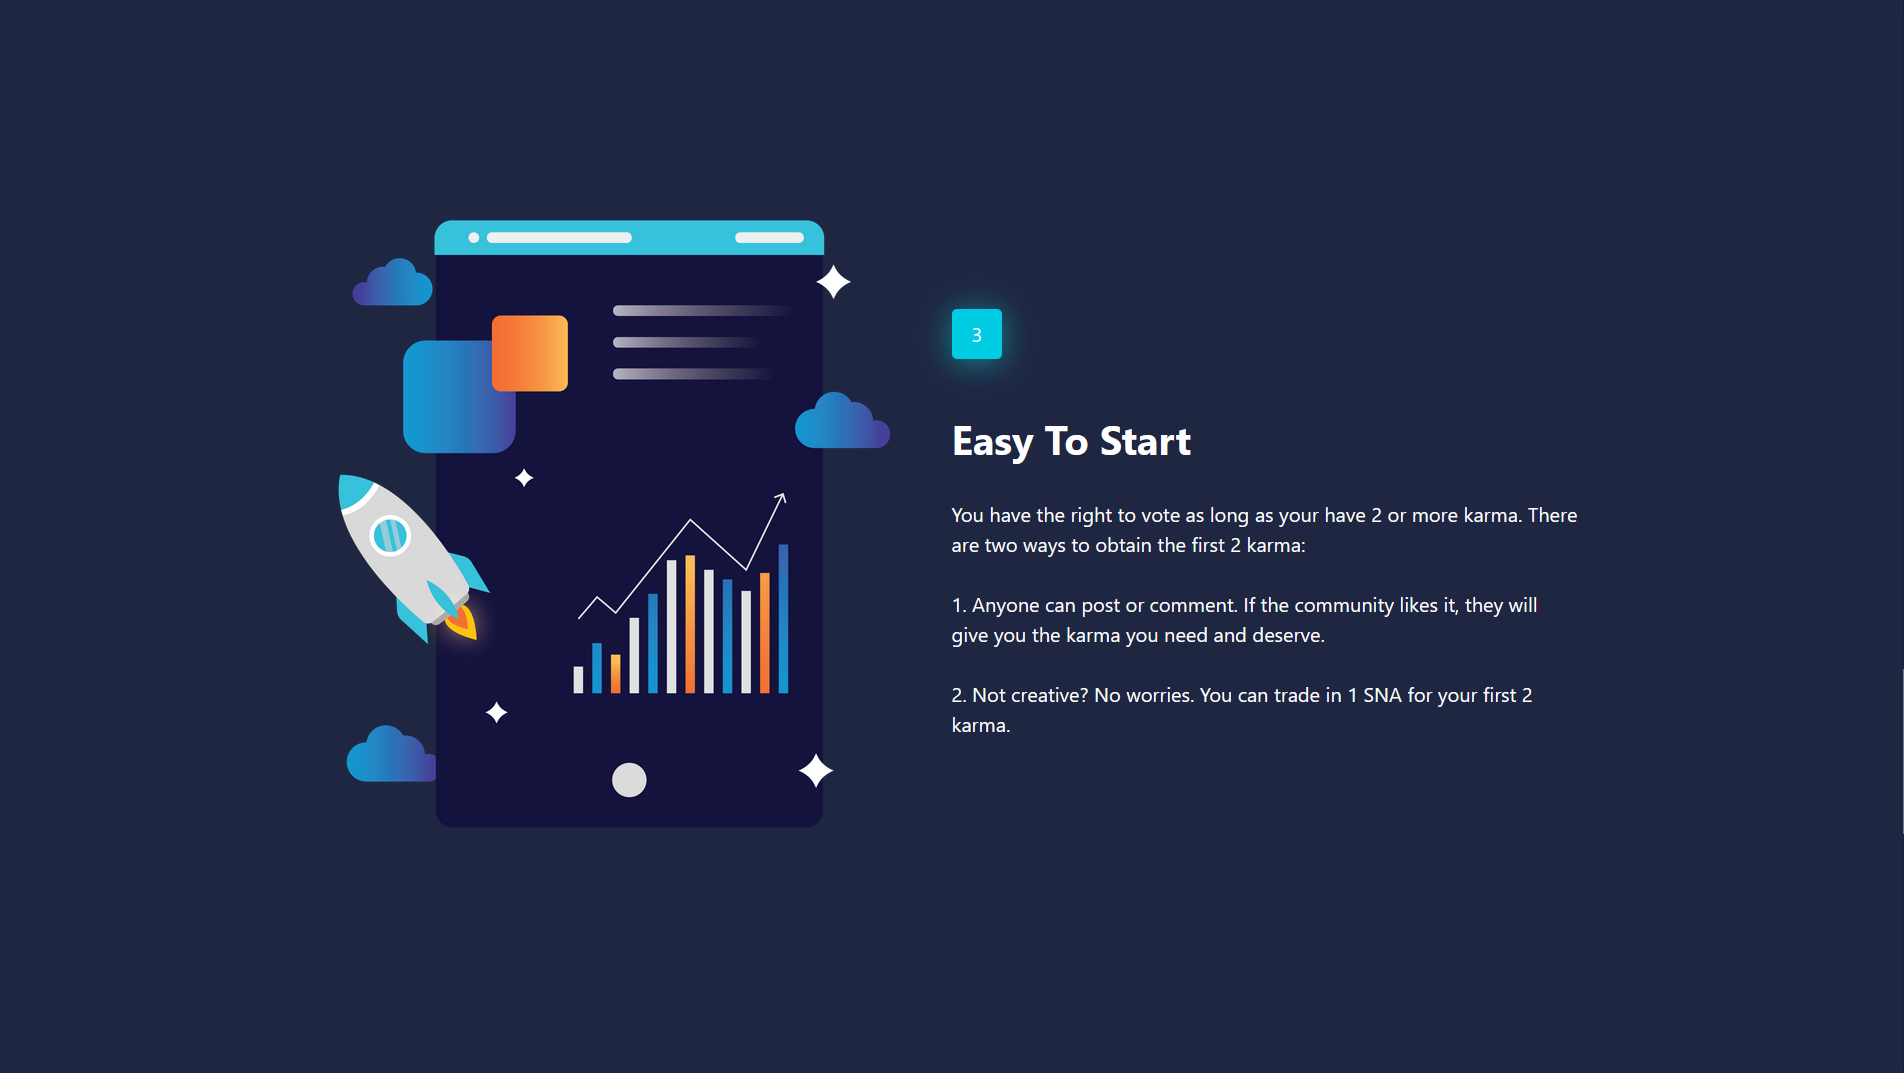 3
Easy To Start
You have the right to vote as long as your have 2 or more karma. There
are two ways to obtain the first 2 karma:
1. Anyone can post or comment. If the community likes it, they will
give you the karma you need and deserve.
2. Not creative? No worries. You can trade in 1 SNA for your first 2
karma.